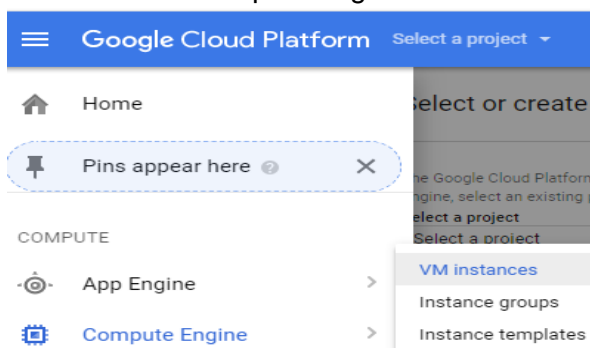 Google Cloud Platform Select a project
Home
Select or create
Pins appear here
he Google Cloud Platform
ngine, select an existing
elect a project
Select a project
COMPUTE
App Engine
VM instances
Instance groups
Compute Engine
Instance templates